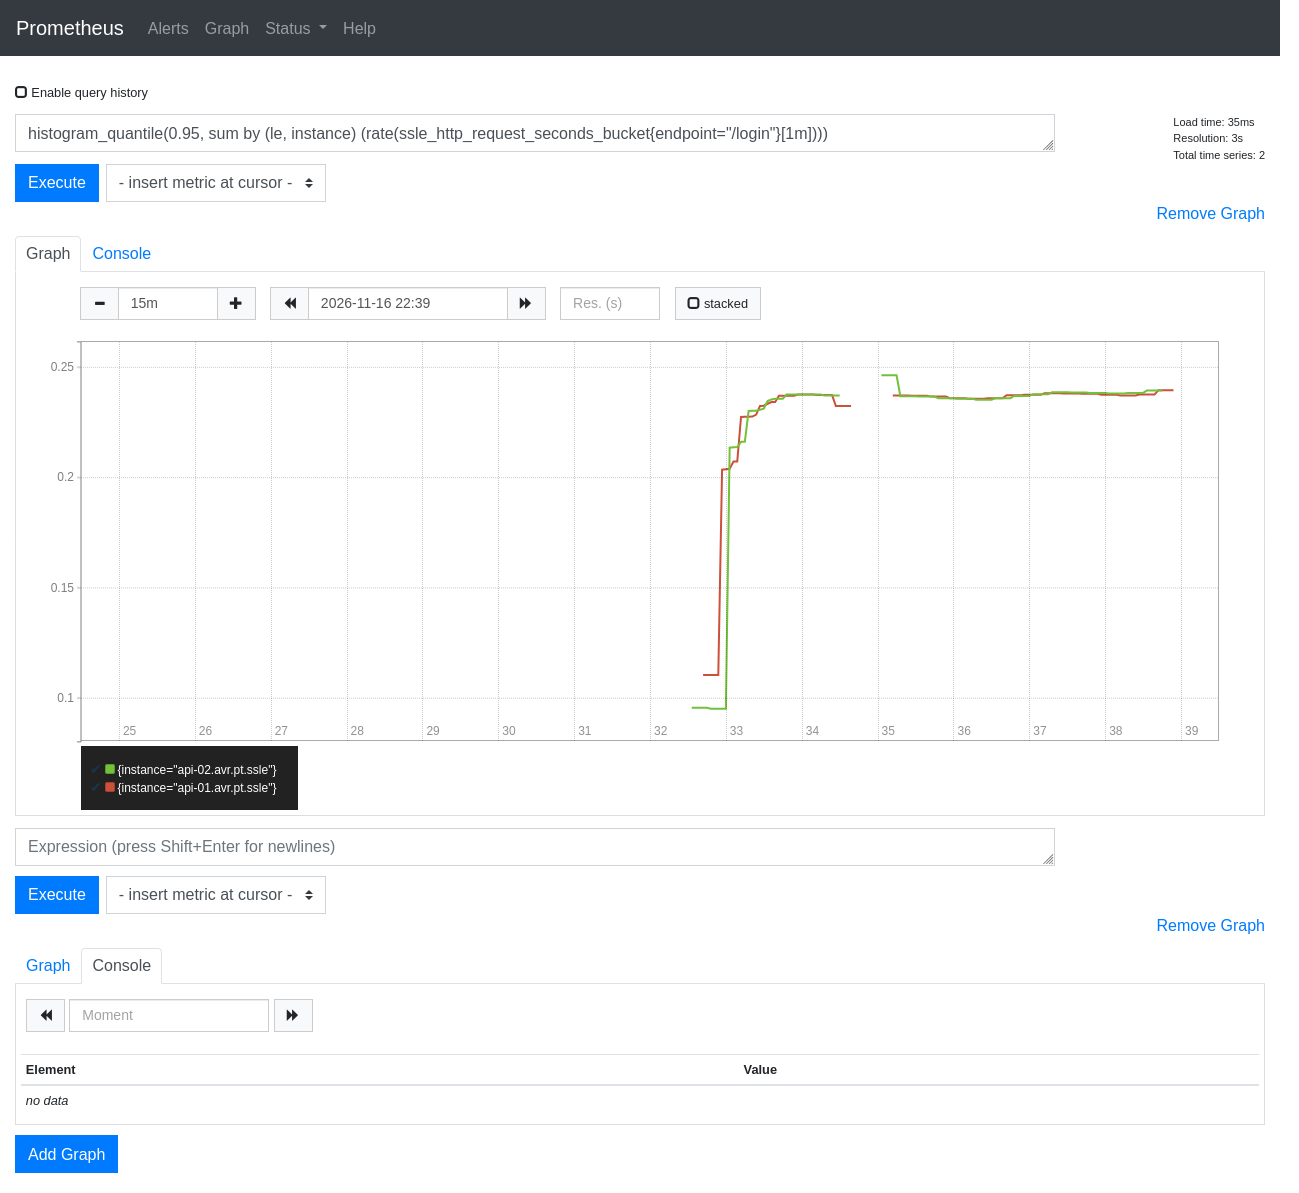 Prometheus Alerts Graph Status Help
Enable query history
histogram_quantile(0.95, sum by (le, instance) (rate(ssle_http_request_seconds_bucket{endpoint="/login"}[1m])))
Load time: 35ms
Resolution: 3s
Total time series: 2
Execute - insert metric at cursor -
Remove Graph
Graph Console
15m 2026-11-16 22:39 Res. (s) stacked
0.25
0.2
0.15
0.1
25 26 27 28 29 30 31 32 33 34 35 36 37 38 39
{instance="api-02.avr.pt.ssle"}
{instance="api-01.avr.pt.ssle"}
Expression (press Shift+Enter for newlines)
Execute - insert metric at cursor -
Remove Graph
Graph Console
Moment
Element Value
no data
Add Graph